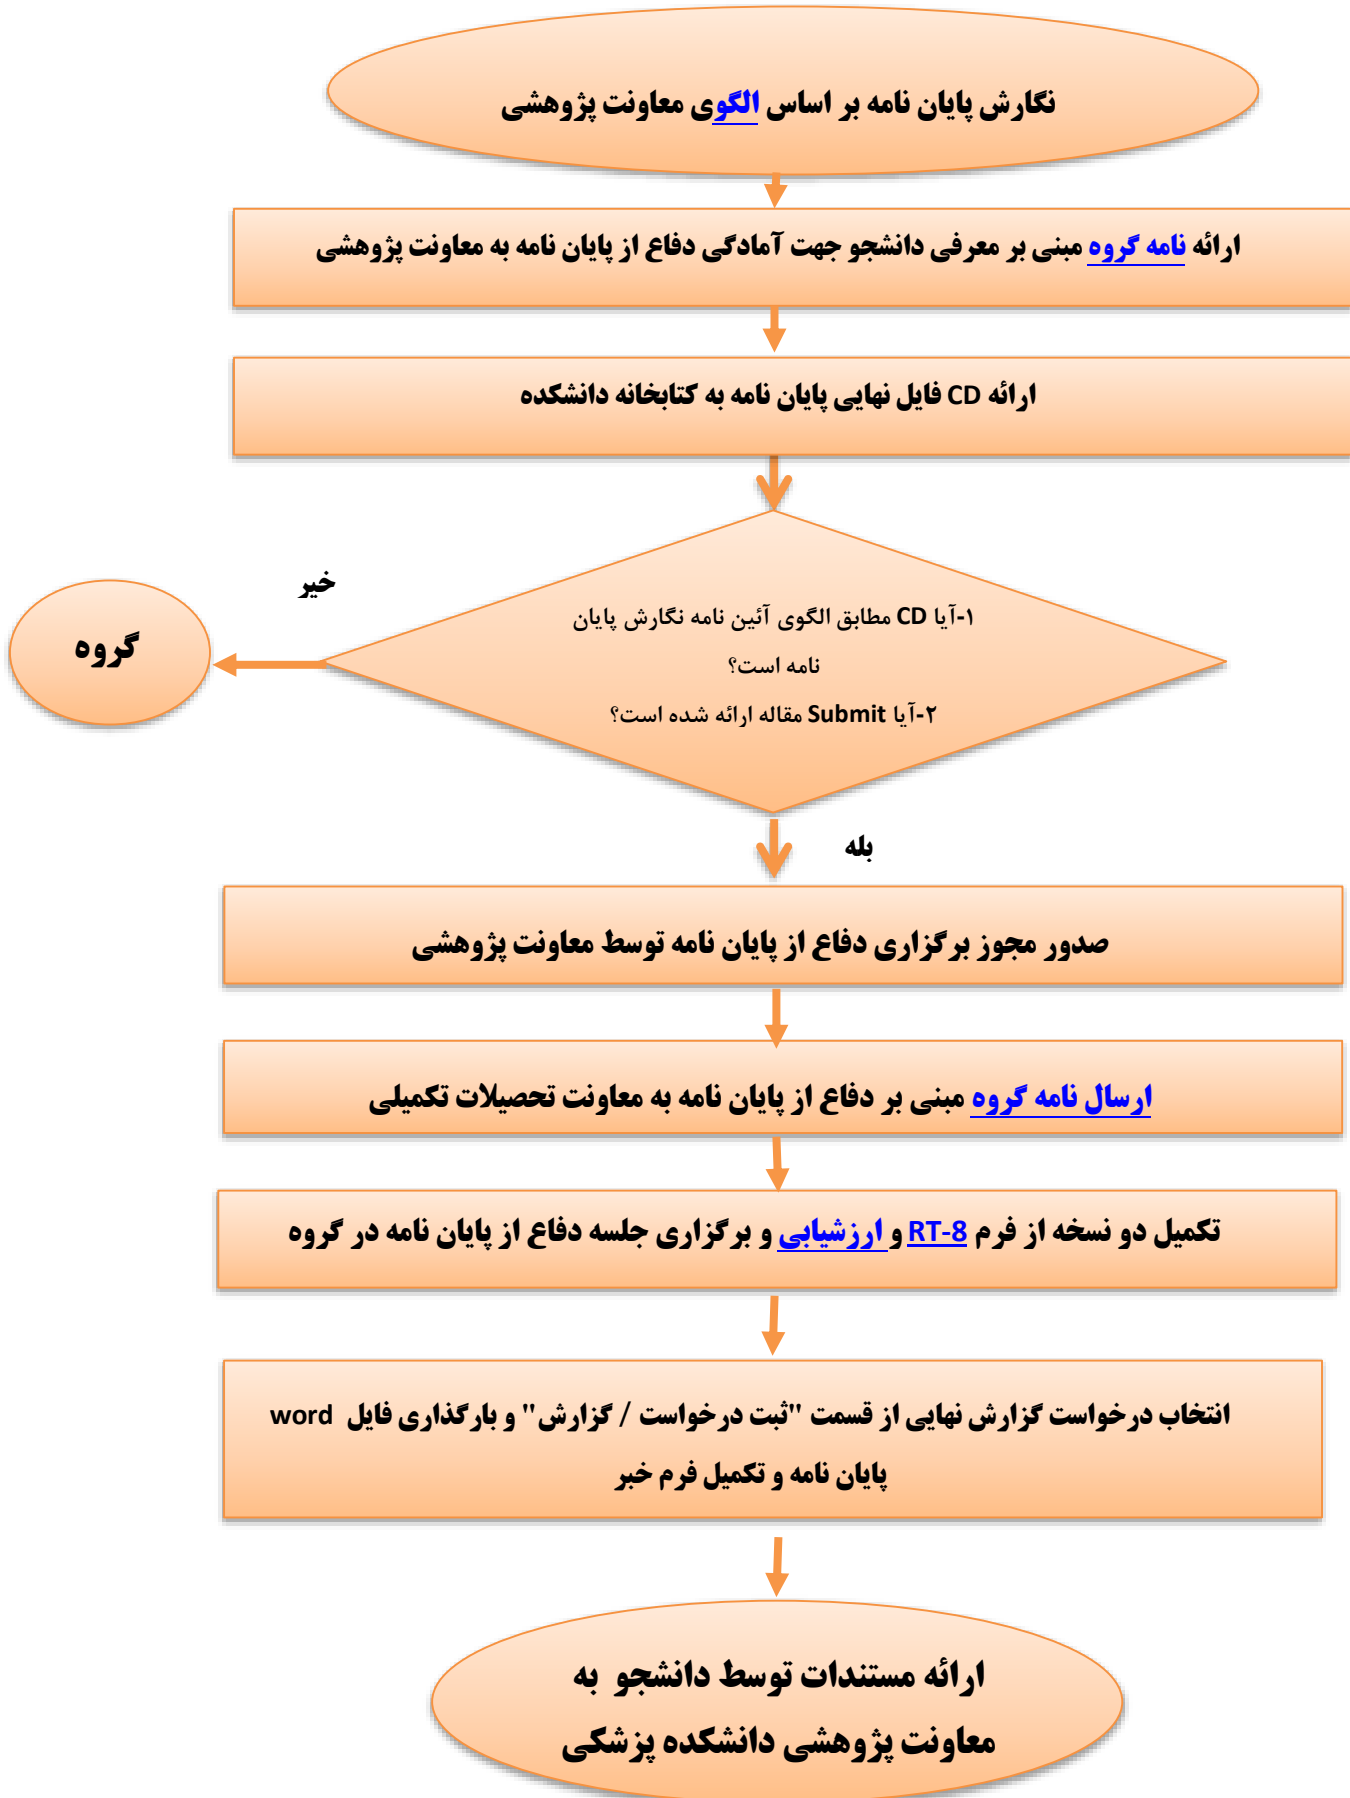 نگارش پایان نامه بر اساس الگوی معاونت پژوهشی
ارائه نامه گروه مبنی بر معرفی دانشجو جهت آمادگی دفاع از پایان نامه به معاونت پژوهشی
ارائه CD فایل نهایی پایان نامه به کتابخانه دانشکده
خیر
گروه
۱-آیا CD مطابق الگوی آئین نامه نگارش پایان
نامه است؟
۲-آیا Submit مقاله ارائه شده است؟
بله
صدور مجوز برگزاری دفاع از پایان نامه توسط معاونت پژوهشی
ارسال نامه گروه مبنی بر دفاع از پایان نامه به معاونت تحصیلات تکمیلی
تکمیل دو نسخه از فرم RT-8 و ارزشیابی و برگزاری جلسه دفاع از پایان نامه در گروه
انتخاب درخواست گزارش نهایی از قسمت "ثبت درخواست / گزارش" و بارگذاری فایل word
پایان نامه و تکمیل فرم خبر
ارائه مستندات توسط دانشجو به
معاونت پژوهشی دانشکده پزشکی